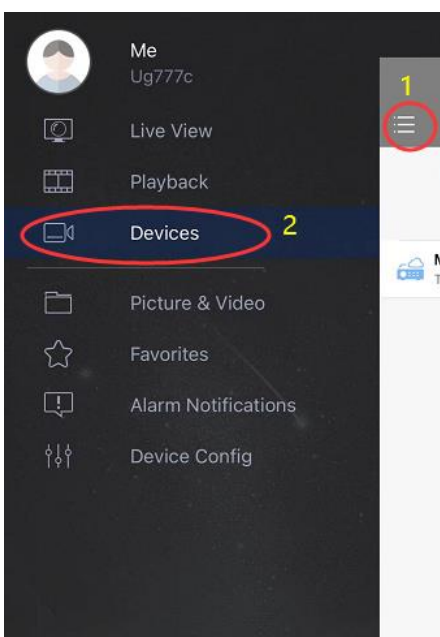 Me
Ug777c
1
Live View
Playback
Devices
2
Picture & Video
Favorites
Alarm Notifications
Device Config